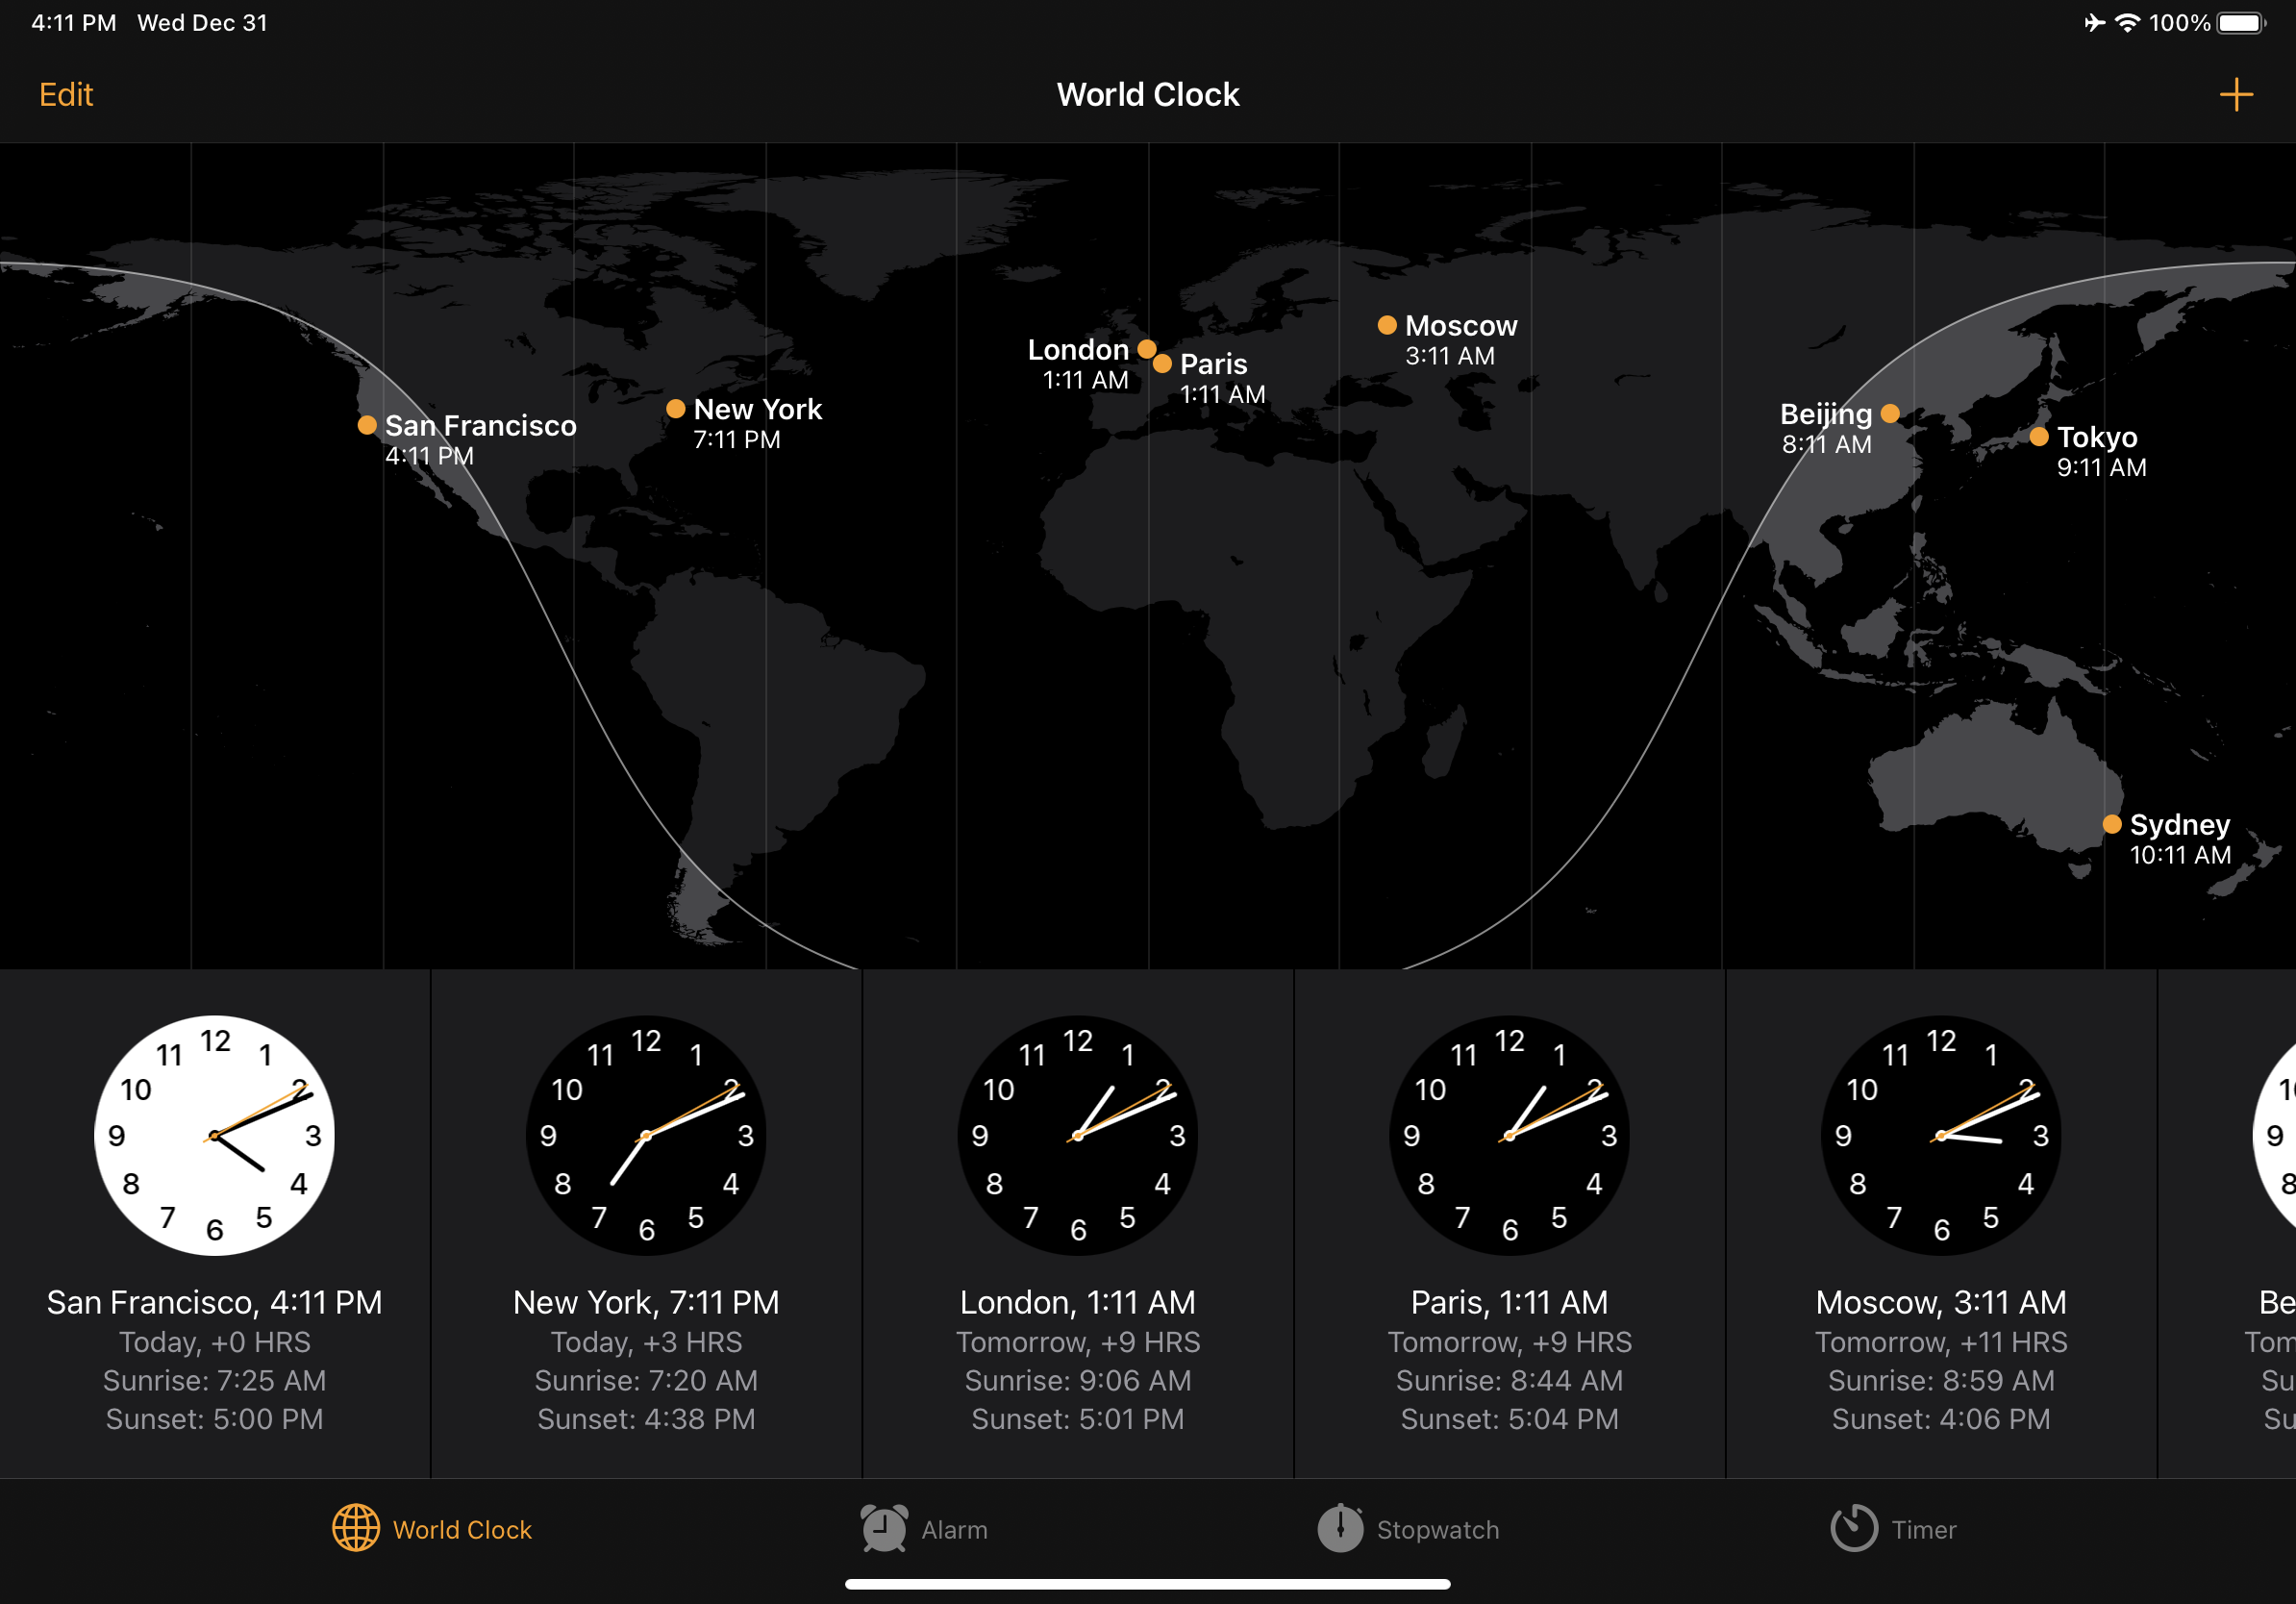 4:11 PM Wed Dec 31
100%
Edit
World Clock
San Francisco
4:11 PM
New York
7:11 PM
London
1:11 AM
Paris
1:11 AM
Moscow
3:11 AM
Beijing
8:11 AM
Tokyo
9:11 AM
Sydney
10:11 AM
12
1
2
3
4
5
6
7
8
9
10
11
San Francisco, 4:11 PM
Today, +0 HRS
Sunrise: 7:25 AM
Sunset: 5:00 PM
12
1
2
3
4
5
6
7
8
9
10
11
New York, 7:11 PM
Today, +3 HRS
Sunrise: 7:20 AM
Sunset: 4:38 PM
12
1
2
3
4
5
6
7
8
9
10
11
London, 1:11 AM
Tomorrow, +9 HRS
Sunrise: 9:06 AM
Sunset: 5:01 PM
12
1
2
3
4
5
6
7
8
9
10
11
Paris, 1:11 AM
Tomorrow, +9 HRS
Sunrise: 8:44 AM
Sunset: 5:04 PM
12
1
2
3
4
5
6
7
8
9
10
11
Moscow, 3:11 AM
Tomorrow, +11 HRS
Sunrise: 8:59 AM
Sunset: 4:06 PM
9
8
Be
Tom
Su
Su
World Clock
Alarm
Stopwatch
Timer